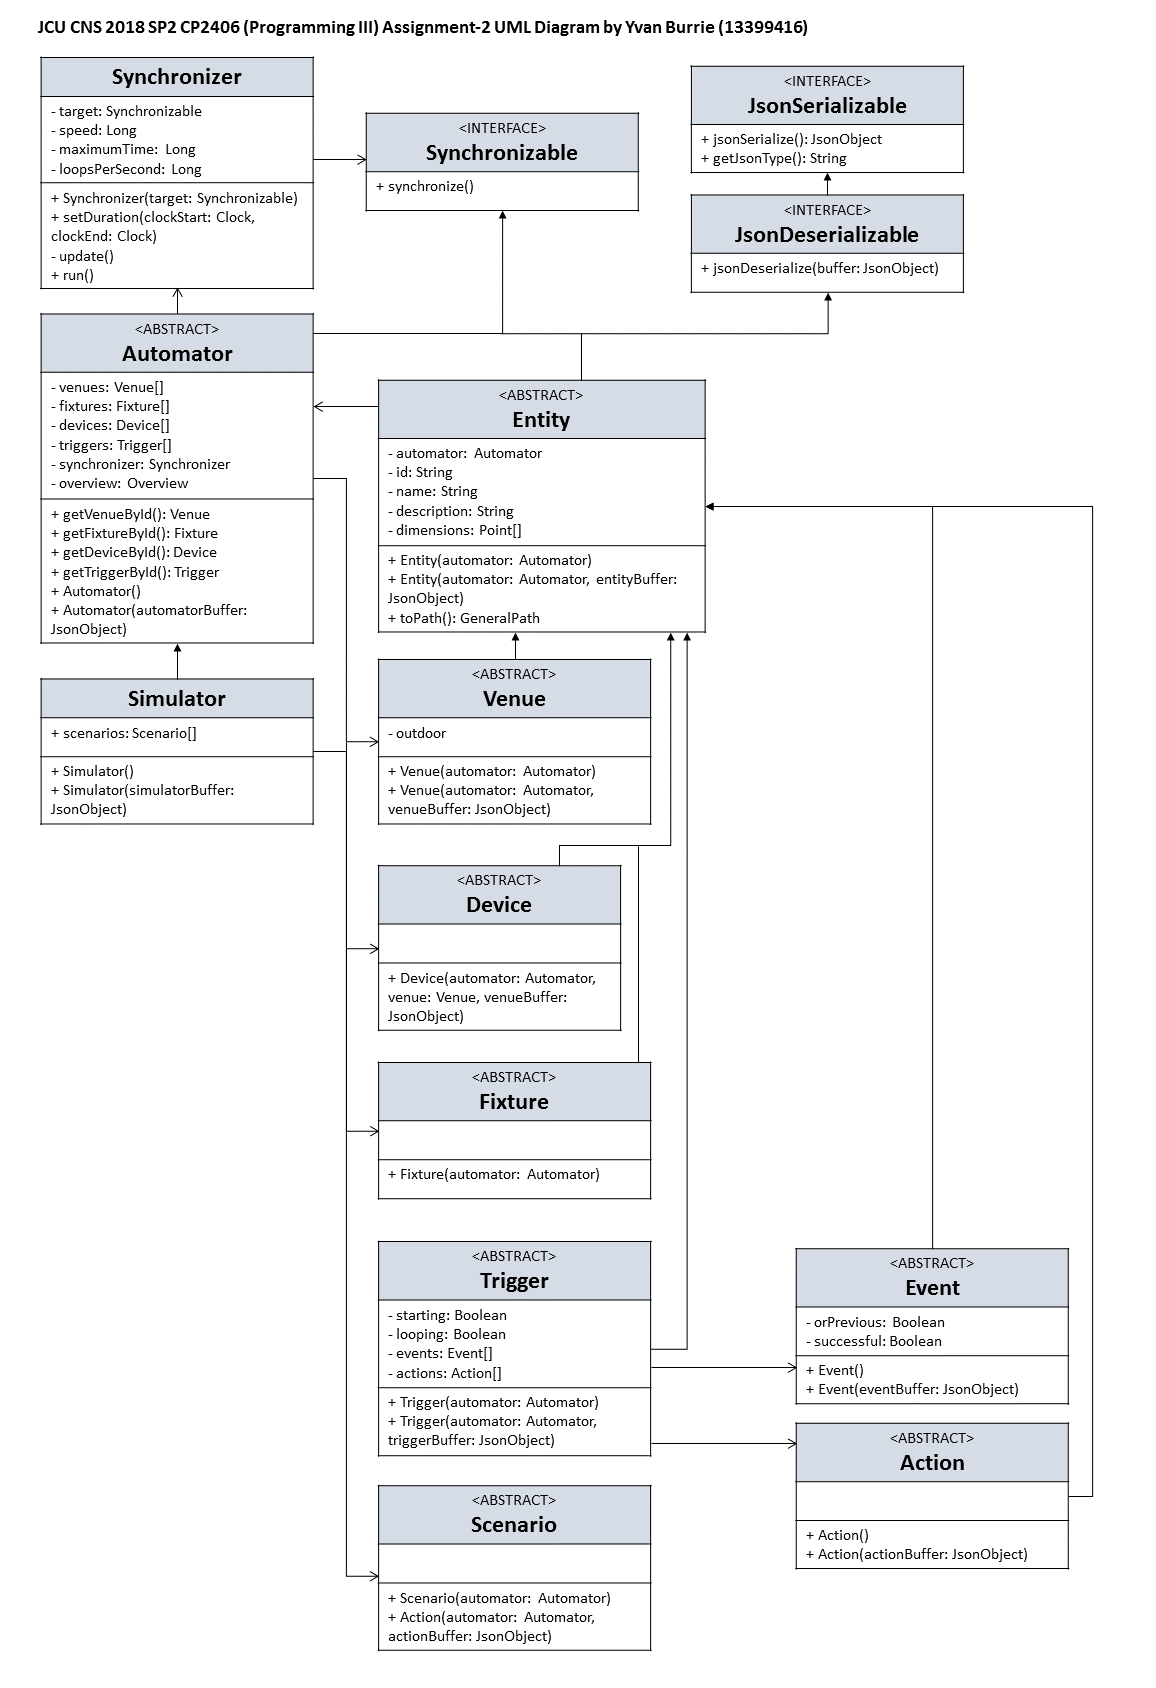 JCU CNS 2018 SP2 CP2406 (Programming III) Assignment-2 UML Diagram by Yvan Burrie (13399416)
Synchronizer
- target: Synchronizable
- speed: Long
- maximumTime: Long
- loopsPerSecond: Long
+ Synchronizer(target: Synchronizable)
+ setDuration(clockStart: Clock,
clockEnd: Clock)
- update()
+ run()
<INTERFACE>
Synchronizable
+ synchronize()
<INTERFACE>
JsonSerializable
+ jsonSerialize(): JsonObject
+ getJsonType(): String
<INTERFACE>
JsonDeserializable
+ jsonDeserialize(buffer: JsonObject)
<ABSTRACT>
Automator
- venues: Venue[]
- fixtures: Fixture[]
- devices: Device[]
- triggers: Trigger[]
- synchronizer: Synchronizer
- overview: Overview
+ getVenueById(): Venue
+ getFixtureById(): Fixture
+ getDeviceById(): Device
+ getTriggerById(): Trigger
+ Automator()
+ Automator(automatorBuffer:
JsonObject)
<ABSTRACT>
Entity
- automator: Automator
- id: String
- name: String
- description: String
- dimensions: Point[]
+ Entity(automator: Automator)
+ Entity(automator: Automator, entityBuffer:
JsonObject)
+ toPath(): GeneralPath
Simulator
+ scenarios: Scenario[]
+ Simulator()
+ Simulator(simulatorBuffer:
JsonObject)
<ABSTRACT>
Venue
- outdoor
+ Venue(automator: Automator)
+ Venue(automator: Automator,
venueBuffer: JsonObject)
<ABSTRACT>
Device
+ Device(automator: Automator,
venue: Venue, venueBuffer:
JsonObject)
<ABSTRACT>
Fixture
+ Fixture(automator: Automator)
<ABSTRACT>
Trigger
- starting: Boolean
- looping: Boolean
- events: Event[]
- actions: Action[]
+ Trigger(automator: Automator)
+ Trigger(automator: Automator,
triggerBuffer: JsonObject)
<ABSTRACT>
Event
- orPrevious: Boolean
- successful: Boolean
+ Event()
+ Event(eventBuffer: JsonObject)
<ABSTRACT>
Action
+ Action()
+ Action(actionBuffer: JsonObject)
<ABSTRACT>
Scenario
+ Scenario(automator: Automator)
+ Action(automator: Automator,
actionBuffer: JsonObject)